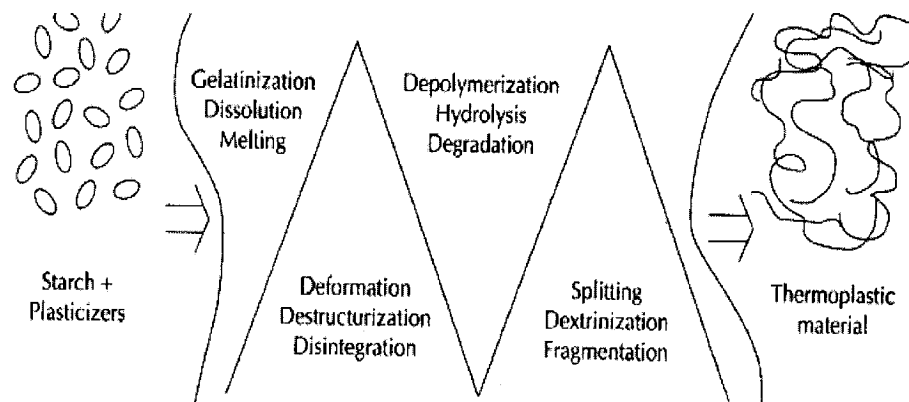 Gelatinization
Dissolution
Melting
Depolymerization
Hydrolysis
Degradation
Starch +
Plasticizers
Deformation
Destructurization
Disintegration
Splitting
Dextrinization
Fragmentation
Thermoplastic
material